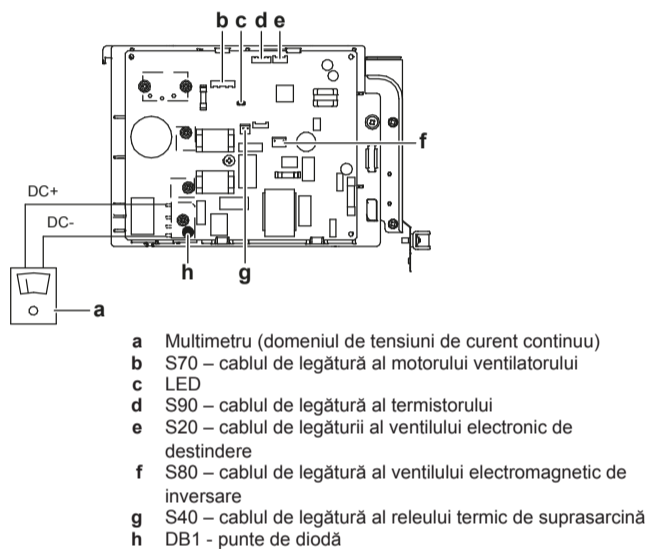 b c d e
f
DC+
DC-
h g
a
a Multimetru (domeniul de tensiuni de curent continuu)
b S70 – cablul de legătură al motorului ventilatorului
c LED
d S90 – cablul de legătură al termistorului
e S20 – cablul de legăturii al ventilului electronic de
destindere
f S80 – cablul de legătură al ventilului electromagnetic de
inversare
g S40 – cablul de legătură al releului termic de suprasarcină
h DB1 - punte de diodă